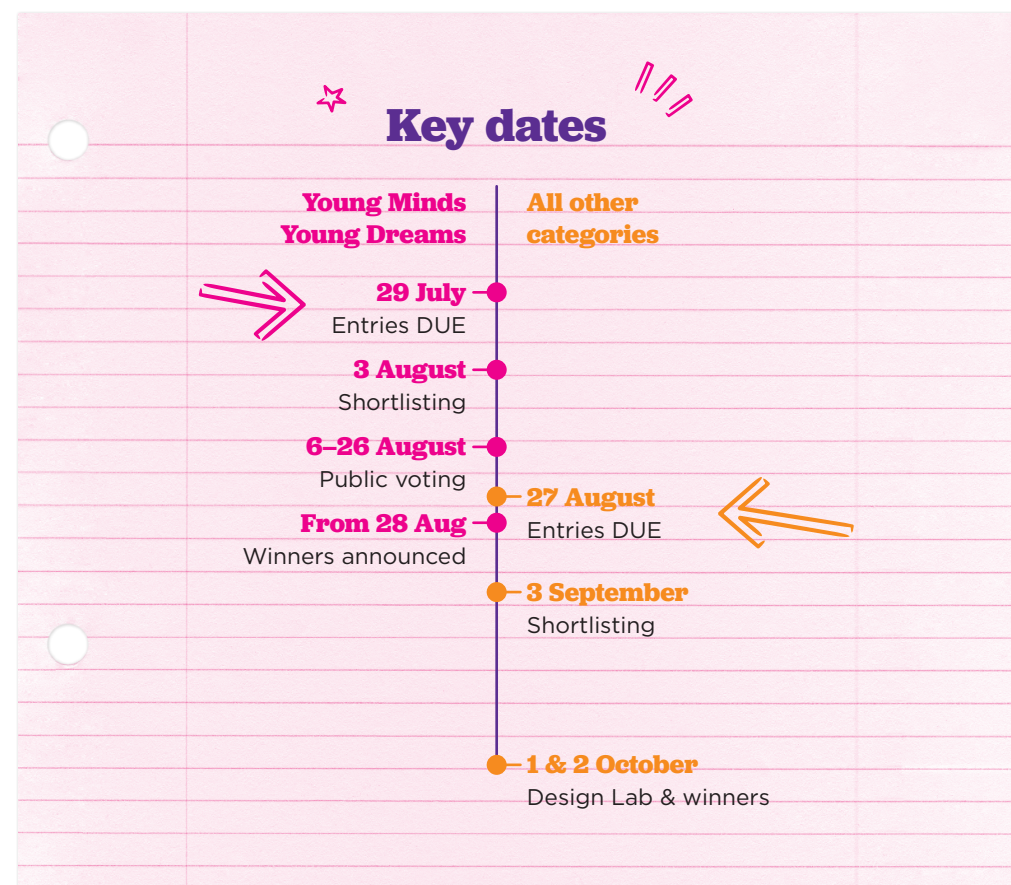 Key dates
Young Minds
Young Dreams
29 July
Entries DUE
3 August
Shortlisting
6–26 August
Public voting
From 28 Aug
Winners announced
All other
categories
27 August
Entries DUE
3 September
Shortlisting
1 & 2 October
Design Lab & winners